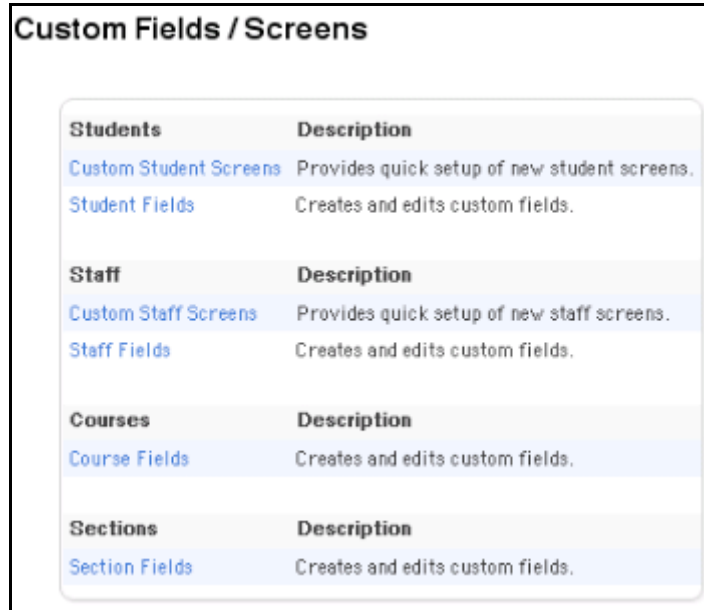 Custom Fields / Screens
Students Description
Custom Student Screens Provides quick setup of new student screens.
Student Fields Creates and edits custom fields.
Staff Description
Custom Staff Screens Provides quick setup of new staff screens.
Staff Fields Creates and edits custom fields.
Courses Description
Course Fields Creates and edits custom fields.
Sections Description
Section Fields Creates and edits custom fields.